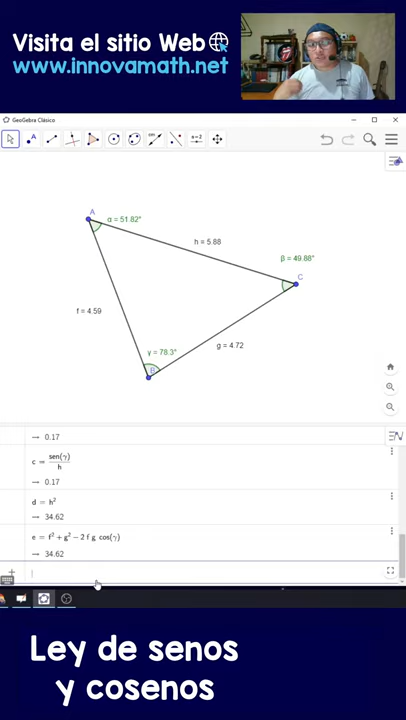 Visita el sitio Web
www.innovamath.net
GeoGebra Clásico
A
α = 51.82°
h = 5.88
β = 49.88°
C
f = 4.59
g = 4.72
γ = 78.3°
B
→ 0.17
c = sen(γ) / h
→ 0.17
d = h²
→ 34.62
e = f² + g² − 2 f g cos(γ)
→ 34.62
Ley de senos
y cosenos